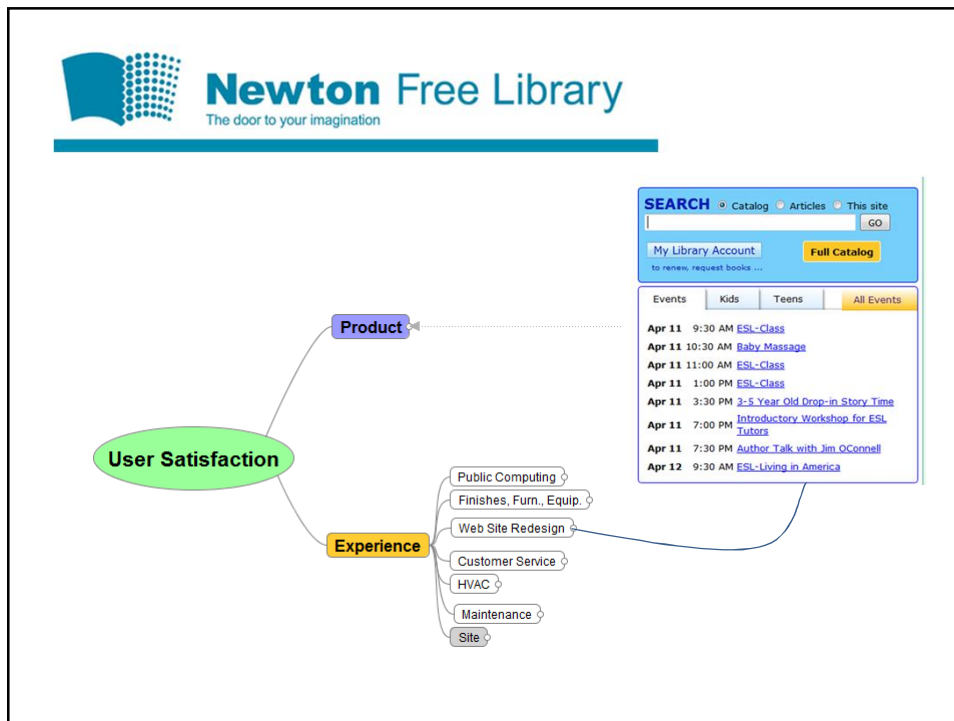 Newton Free Library
The door to your imagination
SEARCH Catalog Articles This site
GO
My Library Account
Full Catalog
to renew, request books ...
Events Kids Teens All Events
Apr 11 9:30 AM ESL-Class
Apr 11 10:30 AM Baby Massage
Apr 11 11:00 AM ESL-Class
Apr 11 1:00 PM ESL-Class
Apr 11 3:30 PM 3-5 Year Old Drop-in Story Time
Apr 11 7:00 PM Introductory Workshop for ESL
Tutors
Apr 11 7:30 PM Author Talk with Jim OConnell
Apr 12 9:30 AM ESL-Living in America
Product
User Satisfaction
Experience
Public Computing
Finishes, Furn., Equip.
Web Site Redesign
Customer Service
HVAC
Maintenance
Site